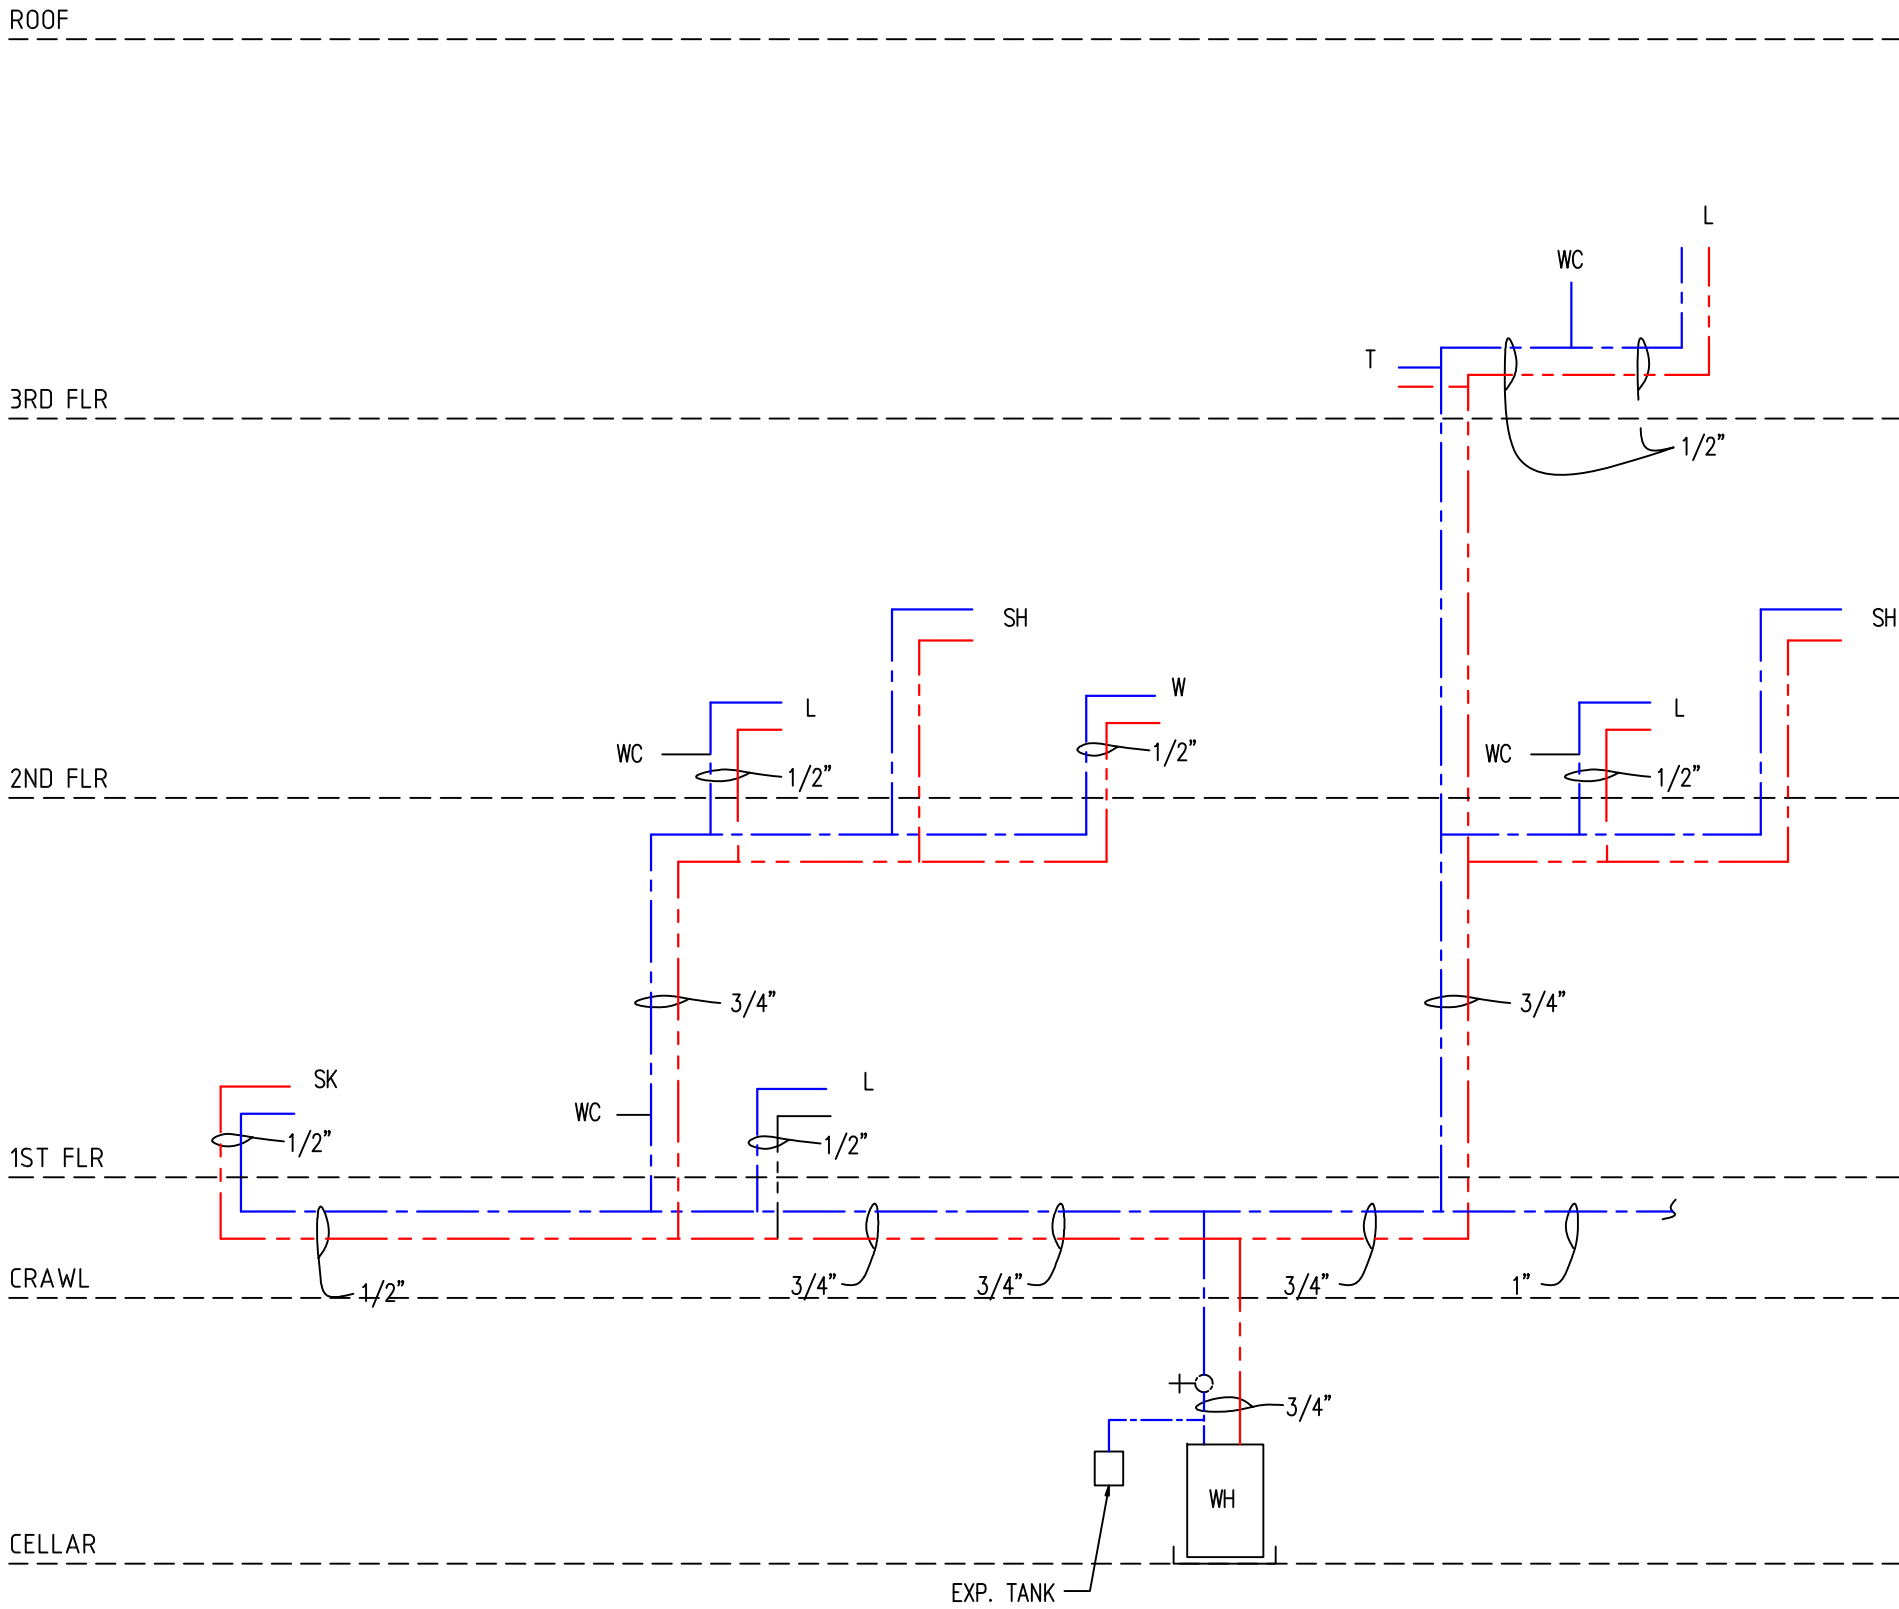 ROOF
L
WC
T
3RD FLR
1/2"
SH
SH
W
L
L
WC
1/2"
WC
2ND FLR
1/2"
1/2"
3/4"
3/4"
SK
L
WC
1/2"
1/2"
1ST FLR
CRAWL
1/2"
3/4"
3/4"
3/4"
1"
3/4"
WH
CELLAR
EXP. TANK